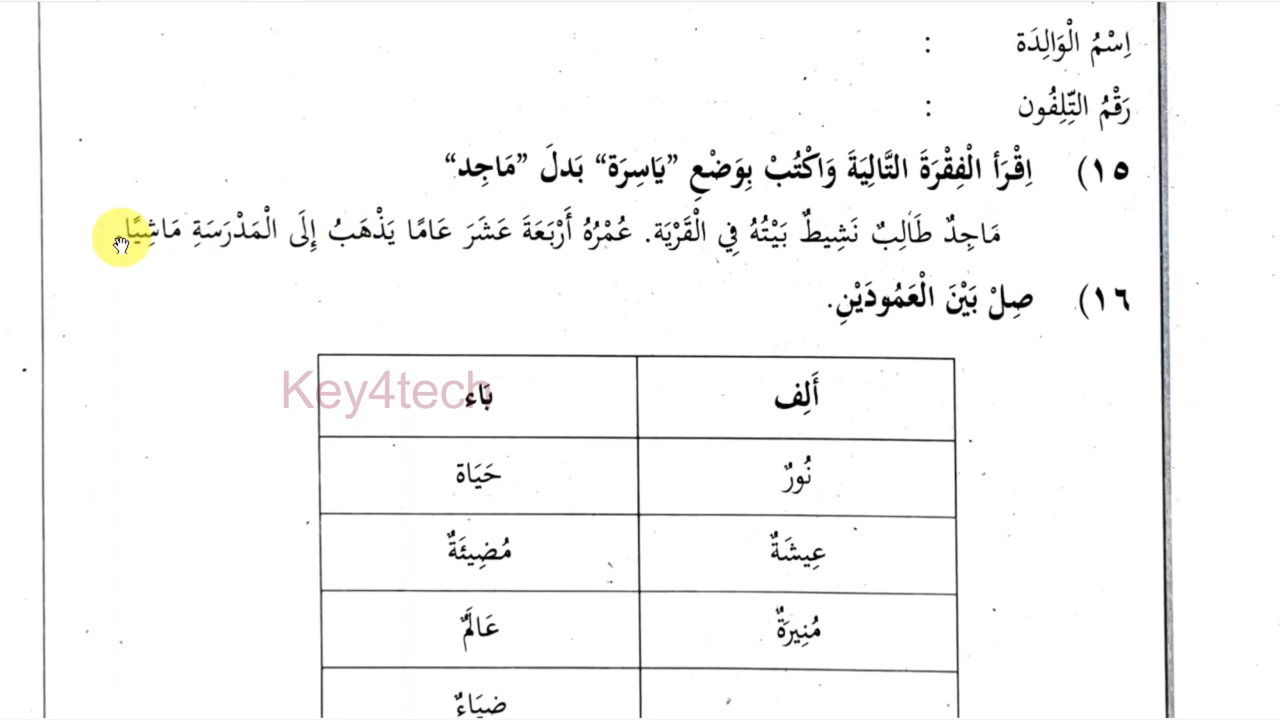 اِسْمُ الْوَالِدَة :
رَقْمُ التِّلِفُون :
١٥) اِقْرَأ الْفِقْرَةَ التَّالِيَةَ وَاكْتُبْ بِوَضْعِ ”يَاسِرَة“ بَدلَ ”مَاجِد“
مَاجِدٌ طَالِبٌ نَشِيطٌ بَيْتُهُ فِي الْقَرْيَة. عُمْرُهُ أَرْبَعَةَ عَشَرَ عَامًا يَذْهَبُ إِلَى الْمَدْرَسَةِ مَاشِيًا.
١٦) صِلْ بَيْنَ الْعَمُودَيْنِ.
أَلِف بَاء
Key4tech
نُورٌ حَيَاة
عِيشَةٌ مُضِيئَةٌ
مُنِيرَةٌ عَالَمٌ
ضِيَاءٌ